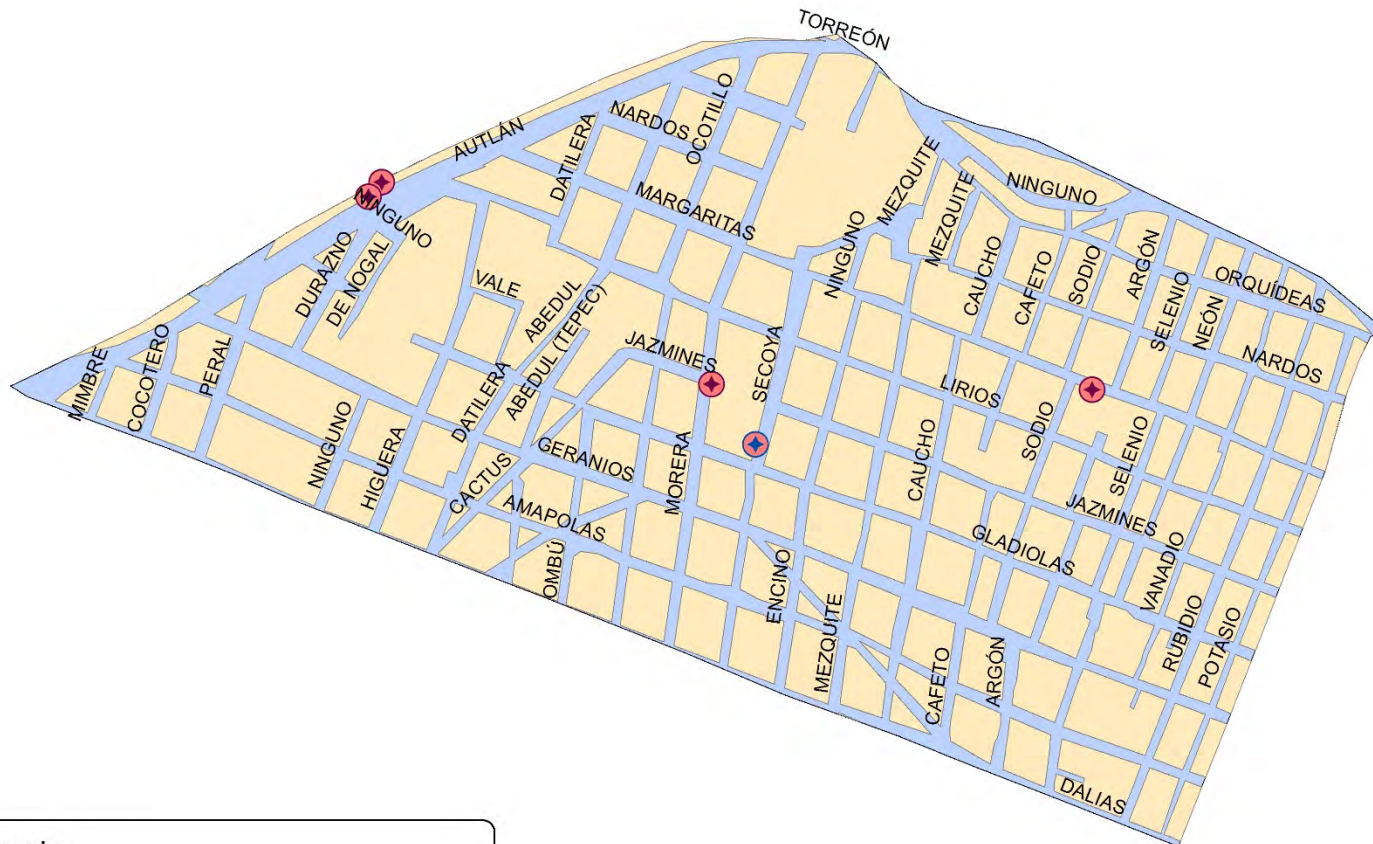 TORREÓN
AUTLÁN
NARDOS
OCOTILLO
DATILERA
MARGARITAS
MEZQUITE
MEZQUITE
NINGUNO
NINGUNO
NINGUNO
DURAZNO
DE NOGAL
VALE
ABEDUL
ABEDUL (TEPEC)
CAUCHO
CAFETO
SODIO
ARGÓN
SELENIO
NEÓN
ORQUÍDEAS
NARDOS
MIMBRE
COCOTERO
PERAL
JAZMINES
SECOYA
LIRIOS
NINGUNO
HIGUERA
DATILERA
CACTUS
GERANIOS
AMAPOLAS
MORERA
OMBÚ
CAUCHO
SODIO
SELENIO
JAZMINES
GLADIOLAS
ENCINO
MEZQUITE
CAFETO
ARGÓN
VANADIO
RUBIDIO
POTASIO
DALIAS